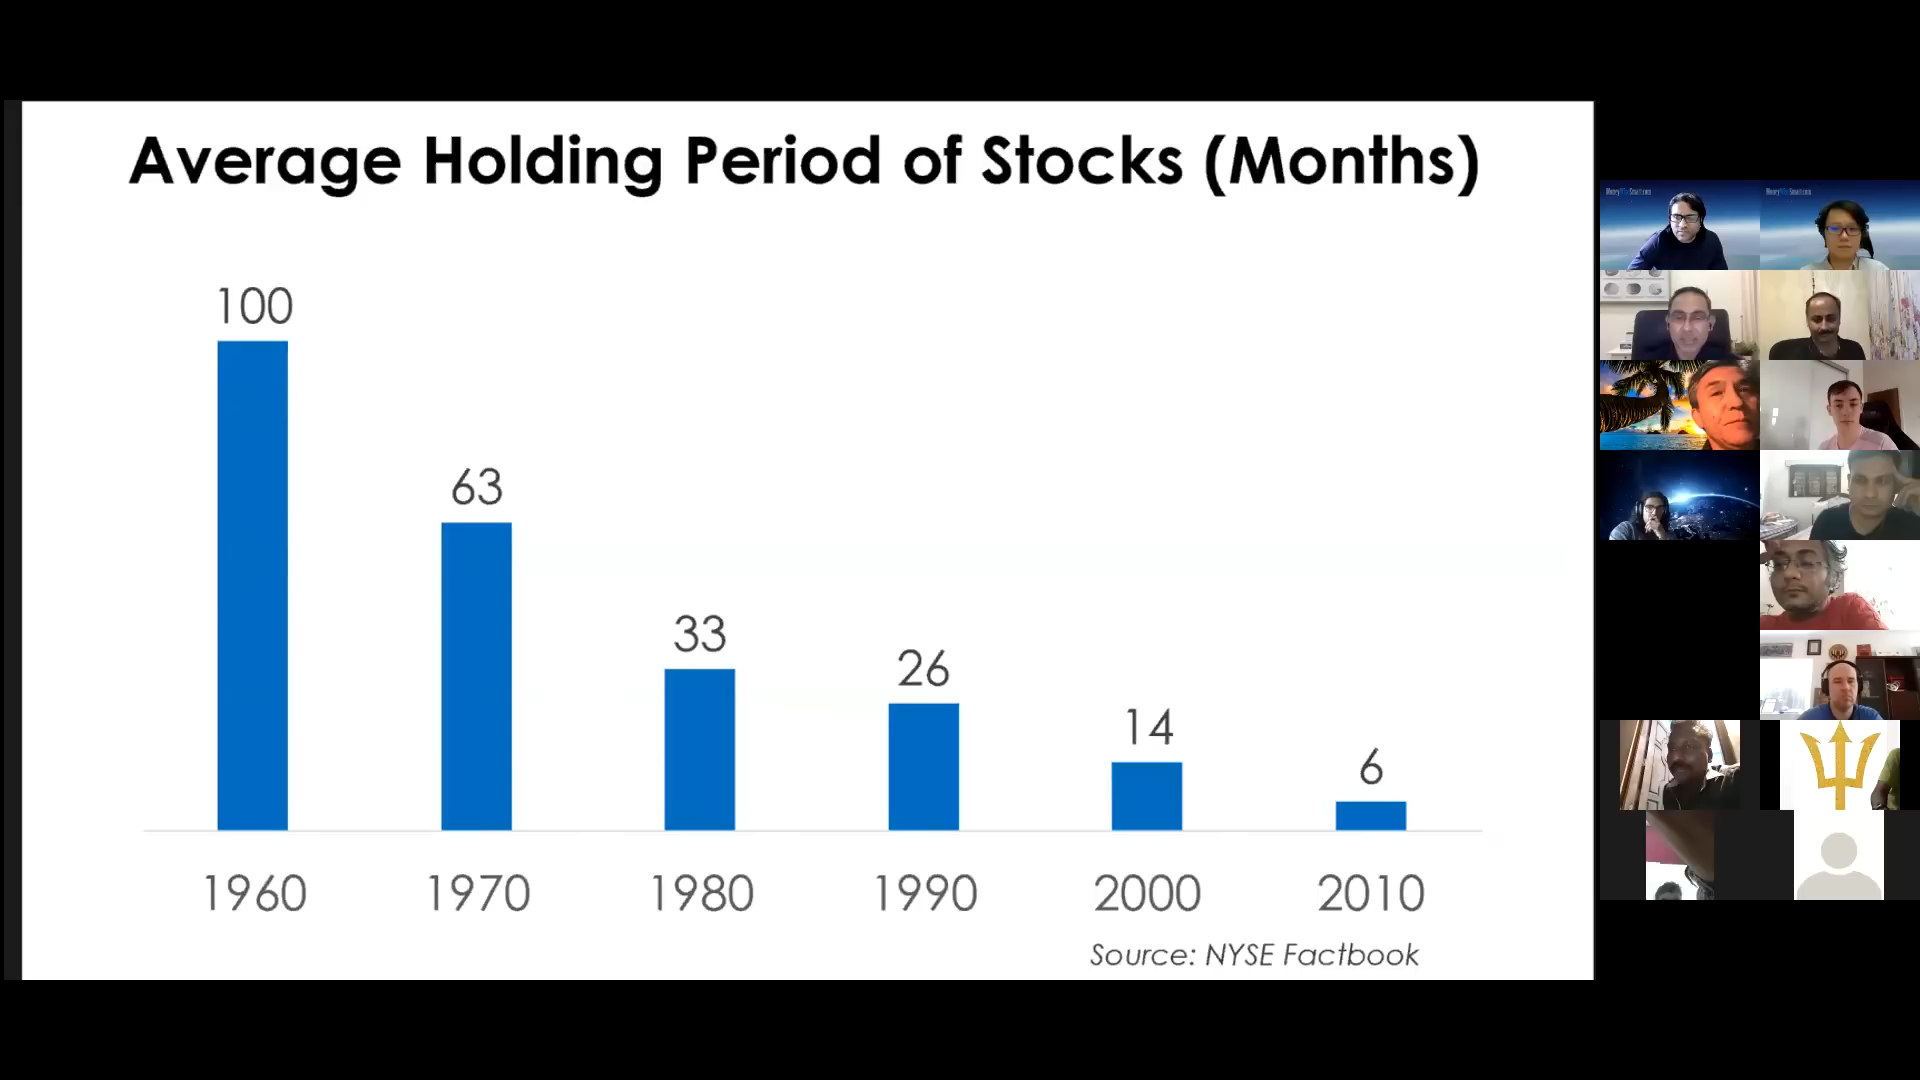 Average Holding Period of Stocks (Months)
100
63
33
26
14
6
1960 1970 1980 1990 2000 2010
Source: NYSE Factbook